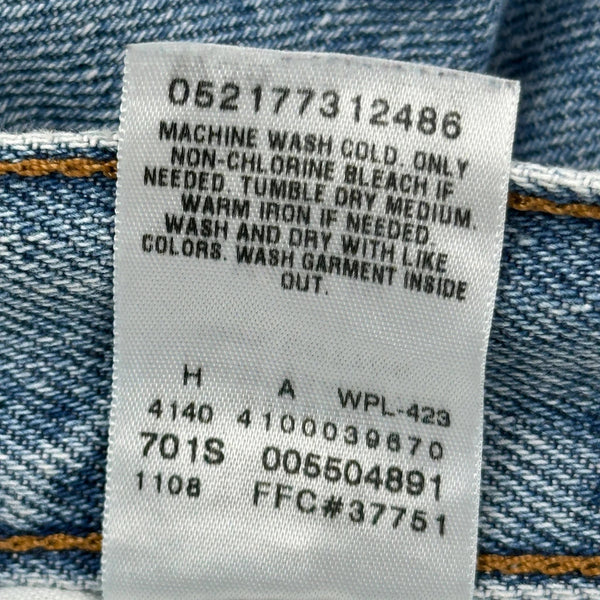 052177312486
MACHINE WASH COLD. ONLY
NON-CHLORINE BLEACH IF
NEEDED. TUMBLE DRY MEDIUM.
WARM IRON IF NEEDED.
WASH AND DRY WITH LIKE
COLORS. WASH GARMENT INSIDE
OUT.
H A WPL-423
4140 4100039670
701S 005504891
1108 FFC#37751